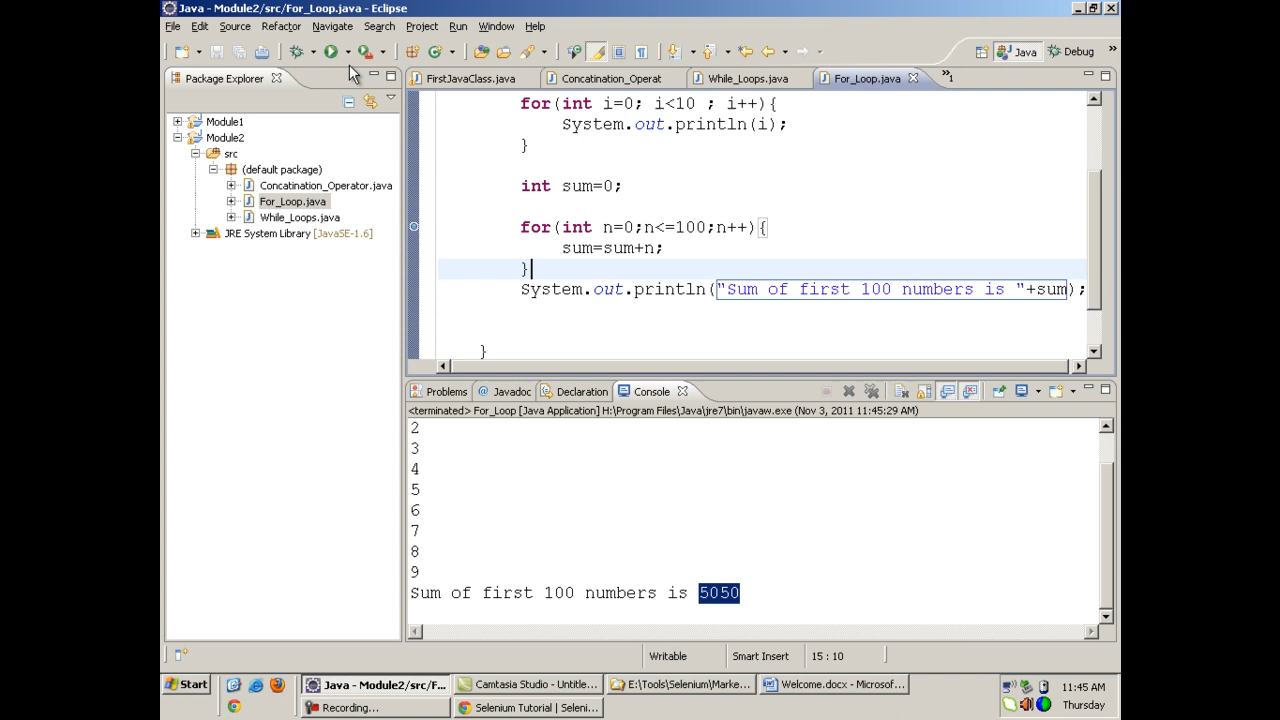 Java - Module2/src/For_Loop.java - Eclipse
File Edit Source Refactor Navigate Search Project Run Window Help
Java Debug
Package Explorer
FirstJavaClass.java Concatination_Operat While_Loops.java For_Loop.java 1
Module1
Module2
src
(default package)
Concatination_Operator.java
For_Loop.java
While_Loops.java
JRE System Library [JavaSE-1.6]
for(int i=0; i<10 ; i++){
System.out.println(i);
}
int sum=0;
for(int n=0;n<=100;n++){
sum=sum+n;
}
System.out.println("Sum of first 100 numbers is "+sum);
}
Problems Javadoc Declaration Console
<terminated> For_Loop [Java Application] H:\Program Files\Java\jre7\bin\javaw.exe (Nov 3, 2011 11:45:29 AM)
2
3
4
5
6
7
8
9
Sum of first 100 numbers is 5050
Writable Smart Insert 15 : 10
Start Java - Module2/src/F... Camtasia Studio - Untitle... E:\Tools\Selenium\Marke... Welcome.docx - Microsof... 11:45 AM
Recording... Selenium Tutorial | Seleni... Thursday